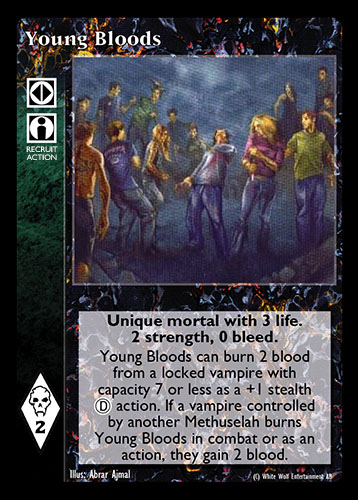 Young Bloods
RECRUIT
ACTION
Unique mortal with 3 life.
2 strength, 0 bleed.
Young Bloods can burn 2 blood
from a locked vampire with
capacity 7 or less as a +1 stealth
Ⓓ action. If a vampire controlled
by another Methuselah burns
Young Bloods in combat or as an
action, they gain 2 blood.
2
Illus: Abrar Ajmal
(C) White Wolf Entertainment AB